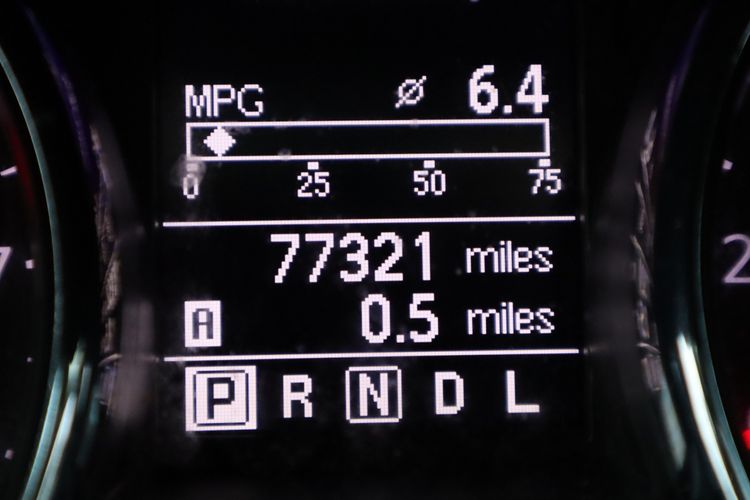 MPG ⌀ 6.4
0 25 50 75
77321 miles
A 0.5 miles
P R N D L